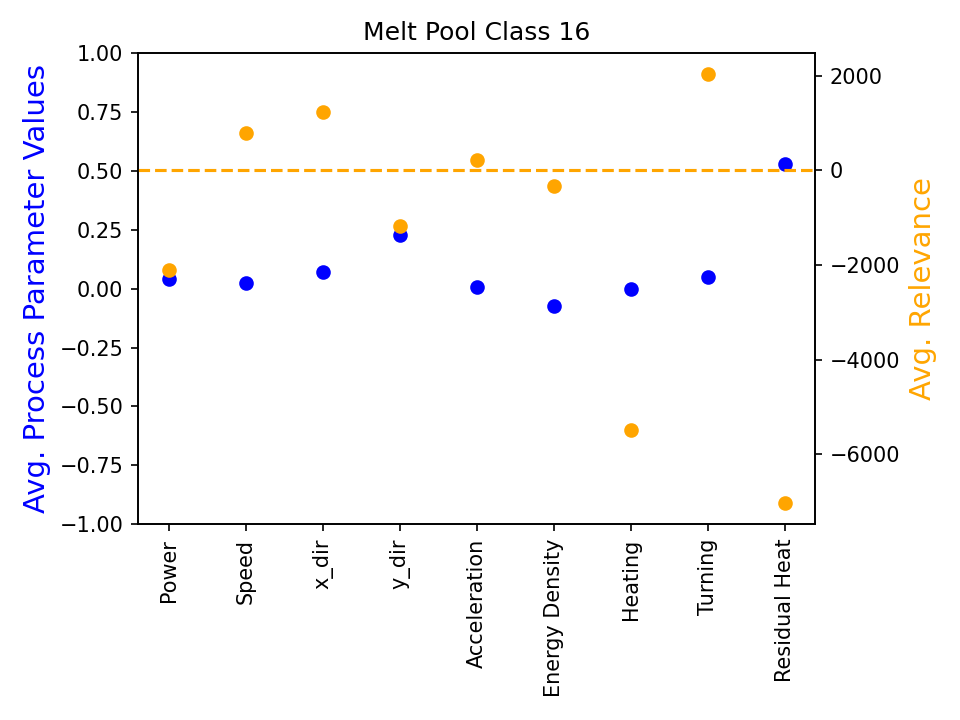 Melt Pool Class 16
Avg. Process Parameter Values
1.00
0.75
0.50
0.25
0.00
−0.25
−0.50
−0.75
−1.00
2000
0
−2000
−4000
−6000
Avg. Relevance
Power
Speed
x_dir
y_dir
Acceleration
Energy Density
Heating
Turning
Residual Heat